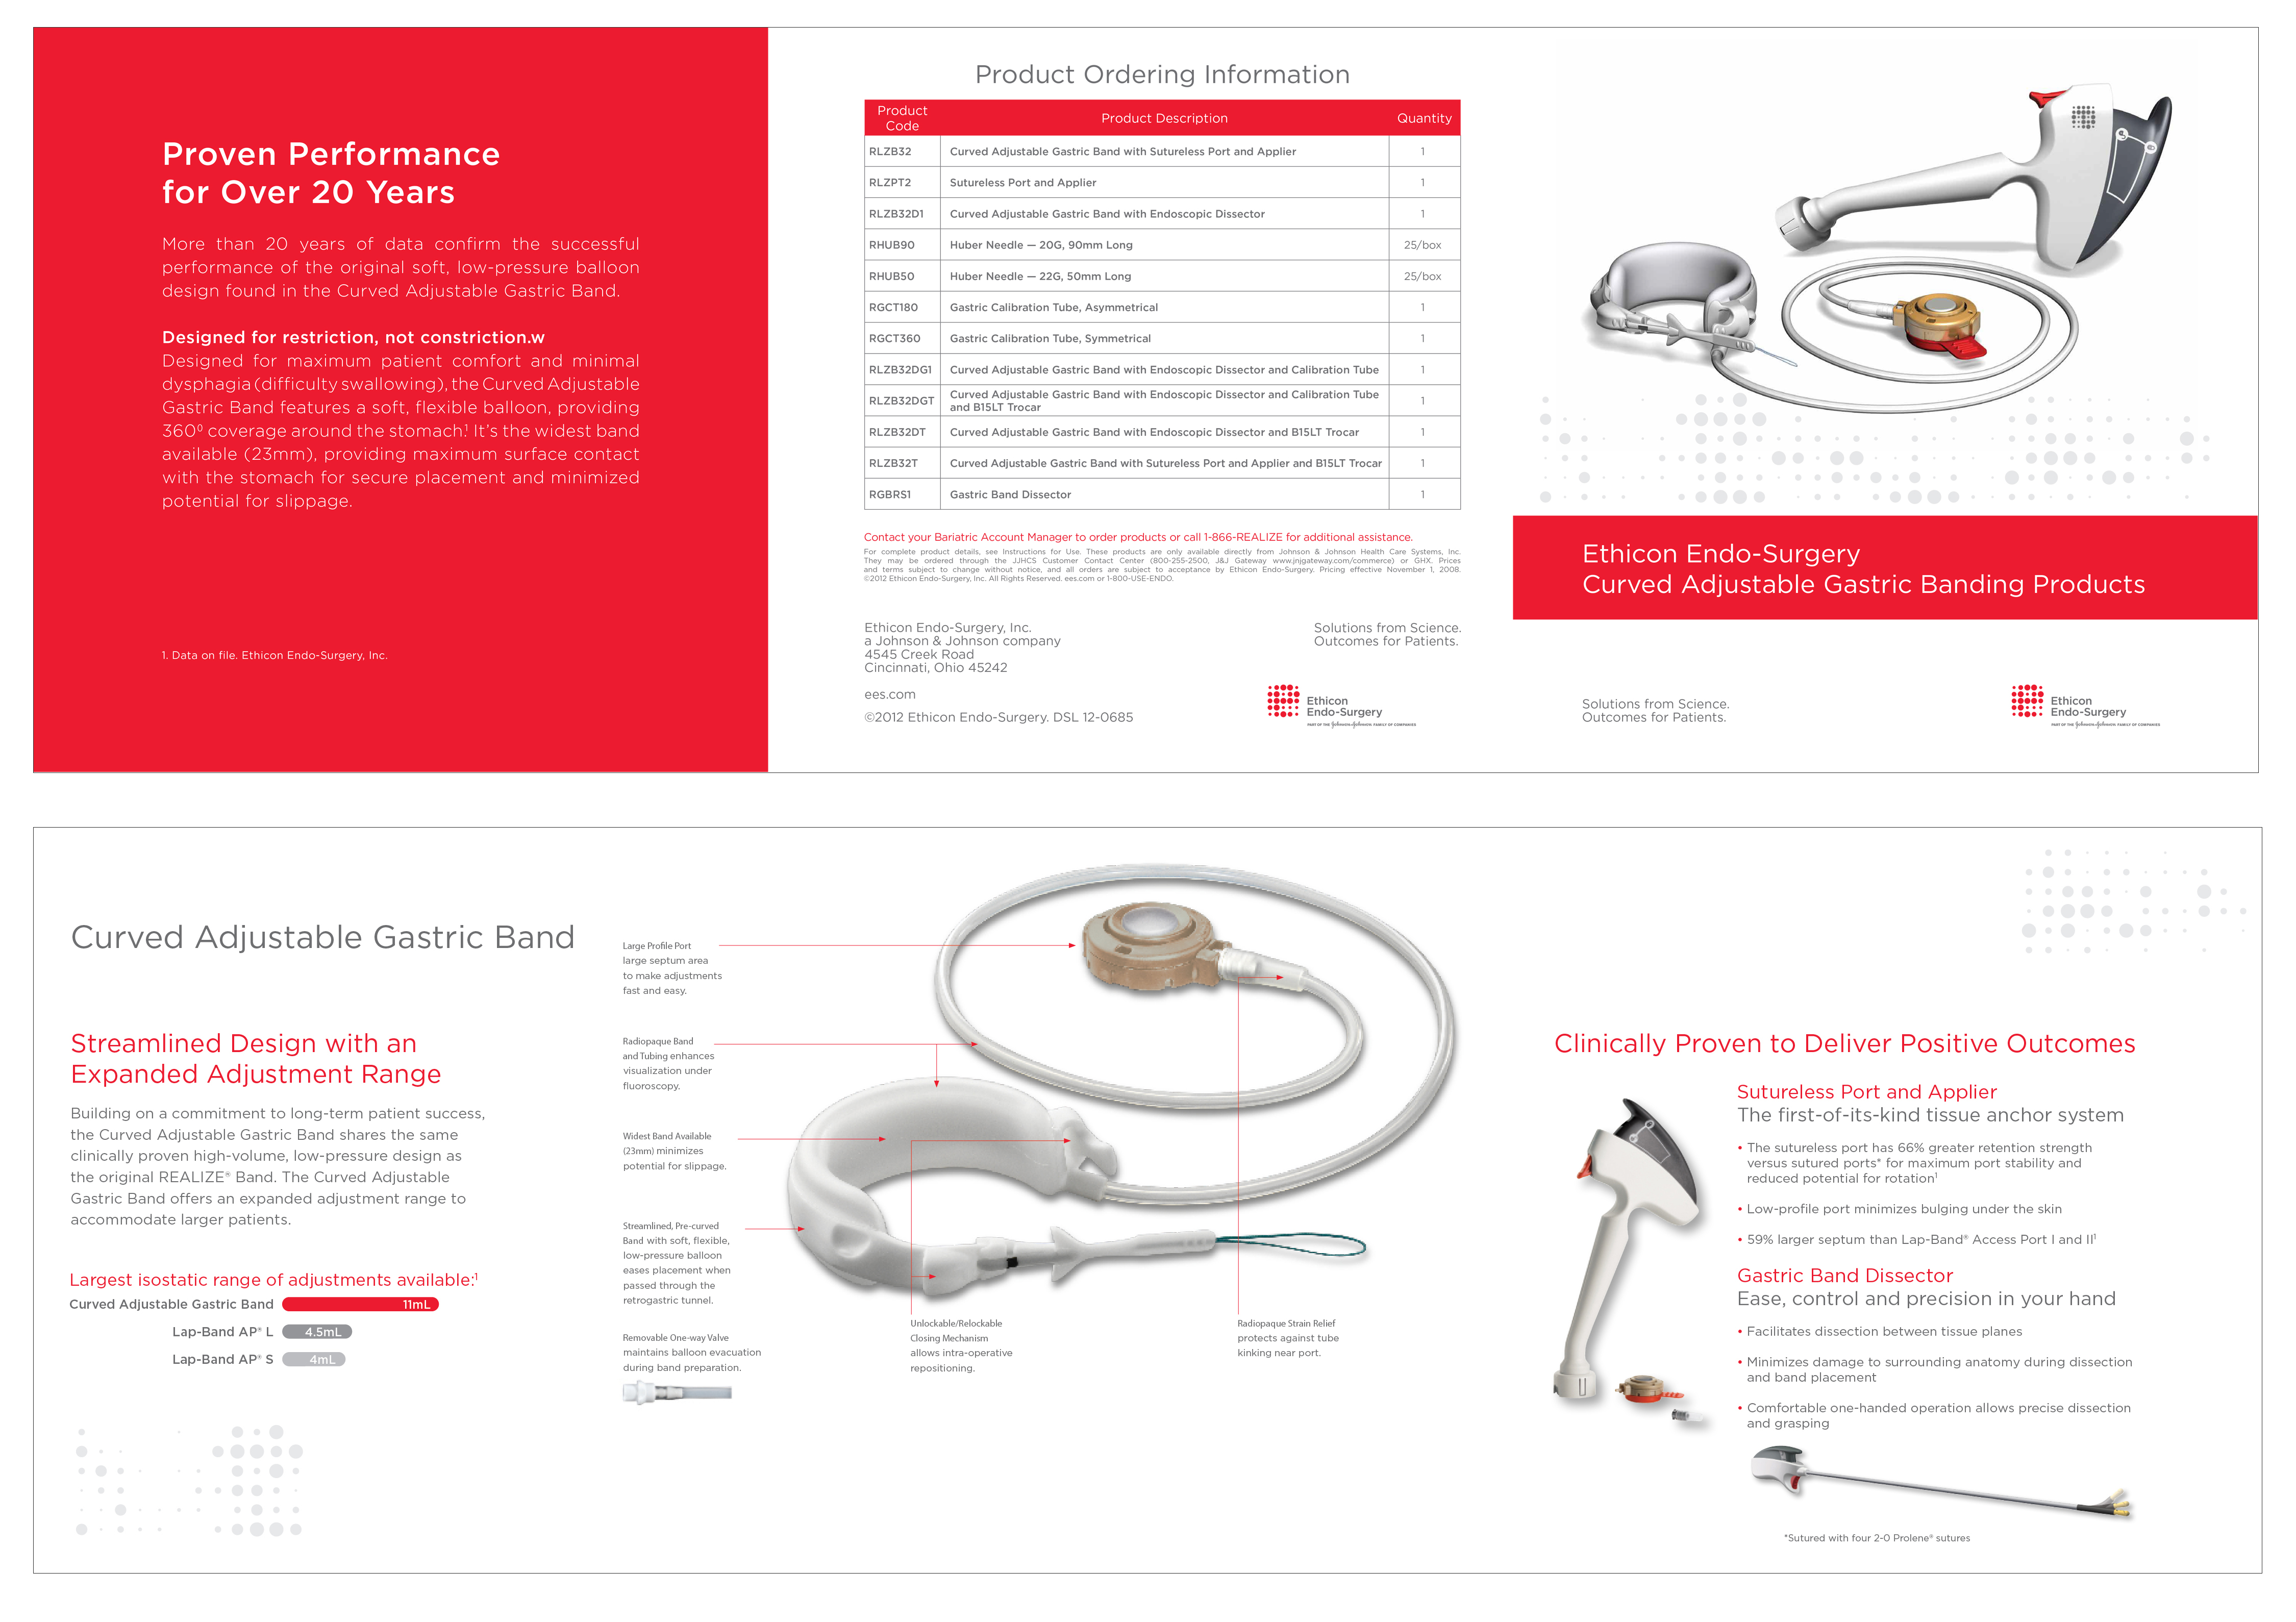 Proven Performance
for Over 20 Years
More than 20 years of data confirm the successful
performance of the original soft, low-pressure balloon
design found in the Curved Adjustable Gastric Band.
Designed for restriction, not constriction.w
Designed for maximum patient comfort and minimal
dysphagia (difficulty swallowing), the Curved Adjustable
Gastric Band features a soft, flexible balloon, providing
360⁰ coverage around the stomach.¹ It's the widest band
available (23mm), providing maximum surface contact
with the stomach for secure placement and minimized
potential for slippage.
1. Data on file. Ethicon Endo-Surgery, Inc.
Product Ordering Information
Product Code Product Description Quantity
RLZB32 Curved Adjustable Gastric Band with Sutureless Port and Applier 1
RLZPT2 Sutureless Port and Applier 1
RLZB32D1 Curved Adjustable Gastric Band with Endoscopic Dissector 1
RHUB90 Huber Needle — 20G, 90mm Long 25/box
RHUB50 Huber Needle — 22G, 50mm Long 25/box
RGCT180 Gastric Calibration Tube, Asymmetrical 1
RGCT360 Gastric Calibration Tube, Symmetrical 1
RLZB32DG1 Curved Adjustable Gastric Band with Endoscopic Dissector and Calibration Tube 1
RLZB32DGT Curved Adjustable Gastric Band with Endoscopic Dissector and Calibration Tube
and B15LT Trocar 1
RLZB32DT Curved Adjustable Gastric Band with Endoscopic Dissector and B15LT Trocar 1
RLZB32T Curved Adjustable Gastric Band with Sutureless Port and Applier and B15LT Trocar 1
RGBRS1 Gastric Band Dissector 1
Contact your Bariatric Account Manager to order products or call 1-866-REALIZE for additional assistance.
For complete product details, see Instructions for Use. These products are only available directly from Johnson & Johnson Health Care Systems, Inc.
They may be ordered through the JJHCS Customer Contact Center (800-255-2500, J&J Gateway www.jnjgateway.com/commerce) or GHX. Prices
and terms subject to change without notice, and all orders are subject to acceptance by Ethicon Endo-Surgery. Pricing effective November 1, 2008.
©2012 Ethicon Endo-Surgery, Inc. All Rights Reserved. ees.com or 1-800-USE-ENDO.
Ethicon Endo-Surgery, Inc.
a Johnson & Johnson company
4545 Creek Road
Cincinnati, Ohio 45242
ees.com
©2012 Ethicon Endo-Surgery. DSL 12-0685
Solutions from Science.
Outcomes for Patients.
Ethicon
Endo-Surgery
PART OF THE Johnson & Johnson FAMILY OF COMPANIES
Ethicon Endo-Surgery
Curved Adjustable Gastric Banding Products
Solutions from Science.
Outcomes for Patients.
Ethicon
Endo-Surgery
PART OF THE Johnson & Johnson FAMILY OF COMPANIES
Curved Adjustable Gastric Band
Streamlined Design with an
Expanded Adjustment Range
Building on a commitment to long-term patient success,
the Curved Adjustable Gastric Band shares the same
clinically proven high-volume, low-pressure design as
the original REALIZE® Band. The Curved Adjustable
Gastric Band offers an expanded adjustment range to
accommodate larger patients.
Largest isostatic range of adjustments available:¹
Curved Adjustable Gastric Band 11mL
Lap-Band AP® L 4.5mL
Lap-Band AP® S 4mL
Large Profile Port
large septum area
to make adjustments
fast and easy.
Radiopaque Band
and Tubing enhances
visualization under
fluoroscopy.
Widest Band Available
(23mm) minimizes
potential for slippage.
Streamlined, Pre-curved
Band with soft, flexible,
low-pressure balloon
eases placement when
passed through the
retrogastric tunnel.
Removable One-way Valve
maintains balloon evacuation
during band preparation.
Unlockable/Relockable
Closing Mechanism
allows intra-operative
repositioning.
Radiopaque Strain Relief
protects against tube
kinking near port.
Clinically Proven to Deliver Positive Outcomes
Sutureless Port and Applier
The first-of-its-kind tissue anchor system
• The sutureless port has 66% greater retention strength
versus sutured ports* for maximum port stability and
reduced potential for rotation¹
• Low-profile port minimizes bulging under the skin
• 59% larger septum than Lap-Band® Access Port I and II¹
Gastric Band Dissector
Ease, control and precision in your hand
• Facilitates dissection between tissue planes
• Minimizes damage to surrounding anatomy during dissection
and band placement
• Comfortable one-handed operation allows precise dissection
and grasping
*Sutured with four 2-0 Prolene® sutures